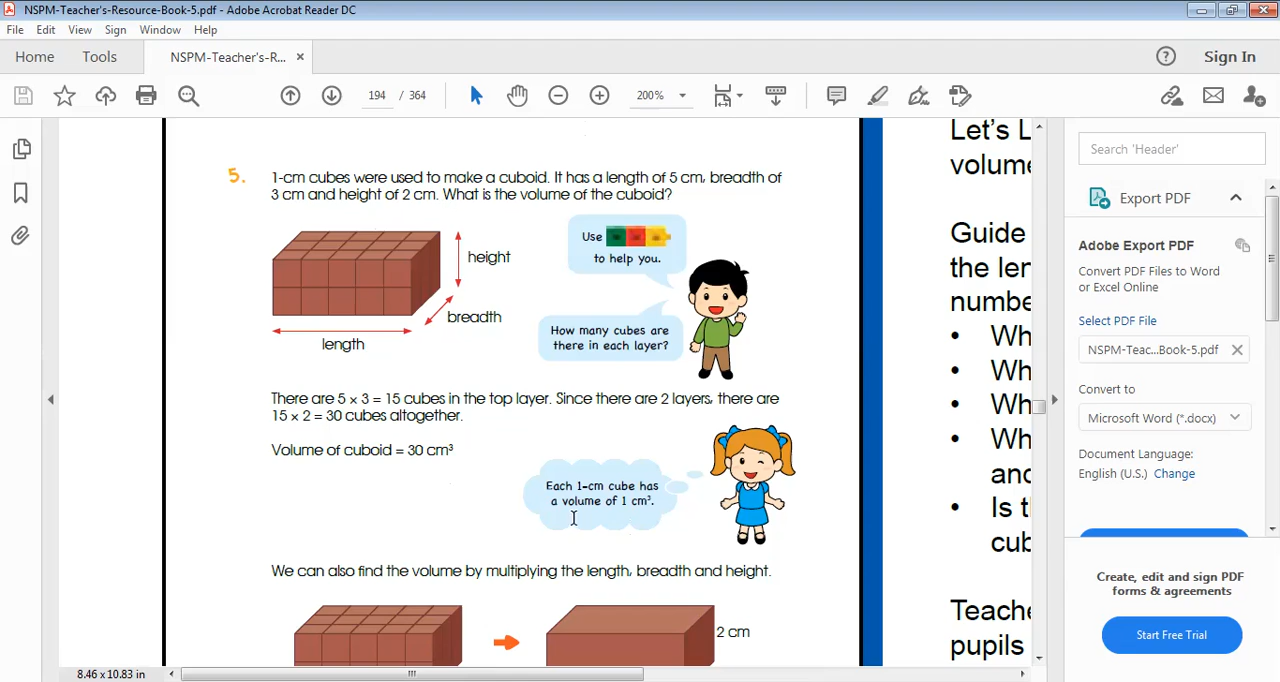 NSPM-Teacher's-Resource-Book-5.pdf - Adobe Acrobat Reader DC
File Edit View Sign Window Help
Home Tools NSPM-Teacher's-R... × Sign In
194 / 364 200%
5. 1-cm cubes were used to make a cuboid. It has a length of 5 cm, breadth of
3 cm and height of 2 cm. What is the volume of the cuboid?
Use
to help you.
height
breadth
length
How many cubes are
there in each layer?
There are 5 × 3 = 15 cubes in the top layer. Since there are 2 layers, there are
15 × 2 = 30 cubes altogether.
Volume of cuboid = 30 cm³
Each 1-cm cube has
a volume of 1 cm³.
We can also find the volume by multiplying the length, breadth and height.
2 cm
Let's L
volume
Guide
the len
numbe
• Wh
• Wh
• Wh
• Wh
and
• Is t
cub
Teache
pupils
Search 'Header'
Export PDF
Adobe Export PDF
Convert PDF Files to Word
or Excel Online
Select PDF File
NSPM-Teac...Book-5.pdf
Convert to
Microsoft Word (*.docx)
Document Language:
English (U.S.) Change
Create, edit and sign PDF
forms & agreements
Start Free Trial
8.46 x 10.83 in